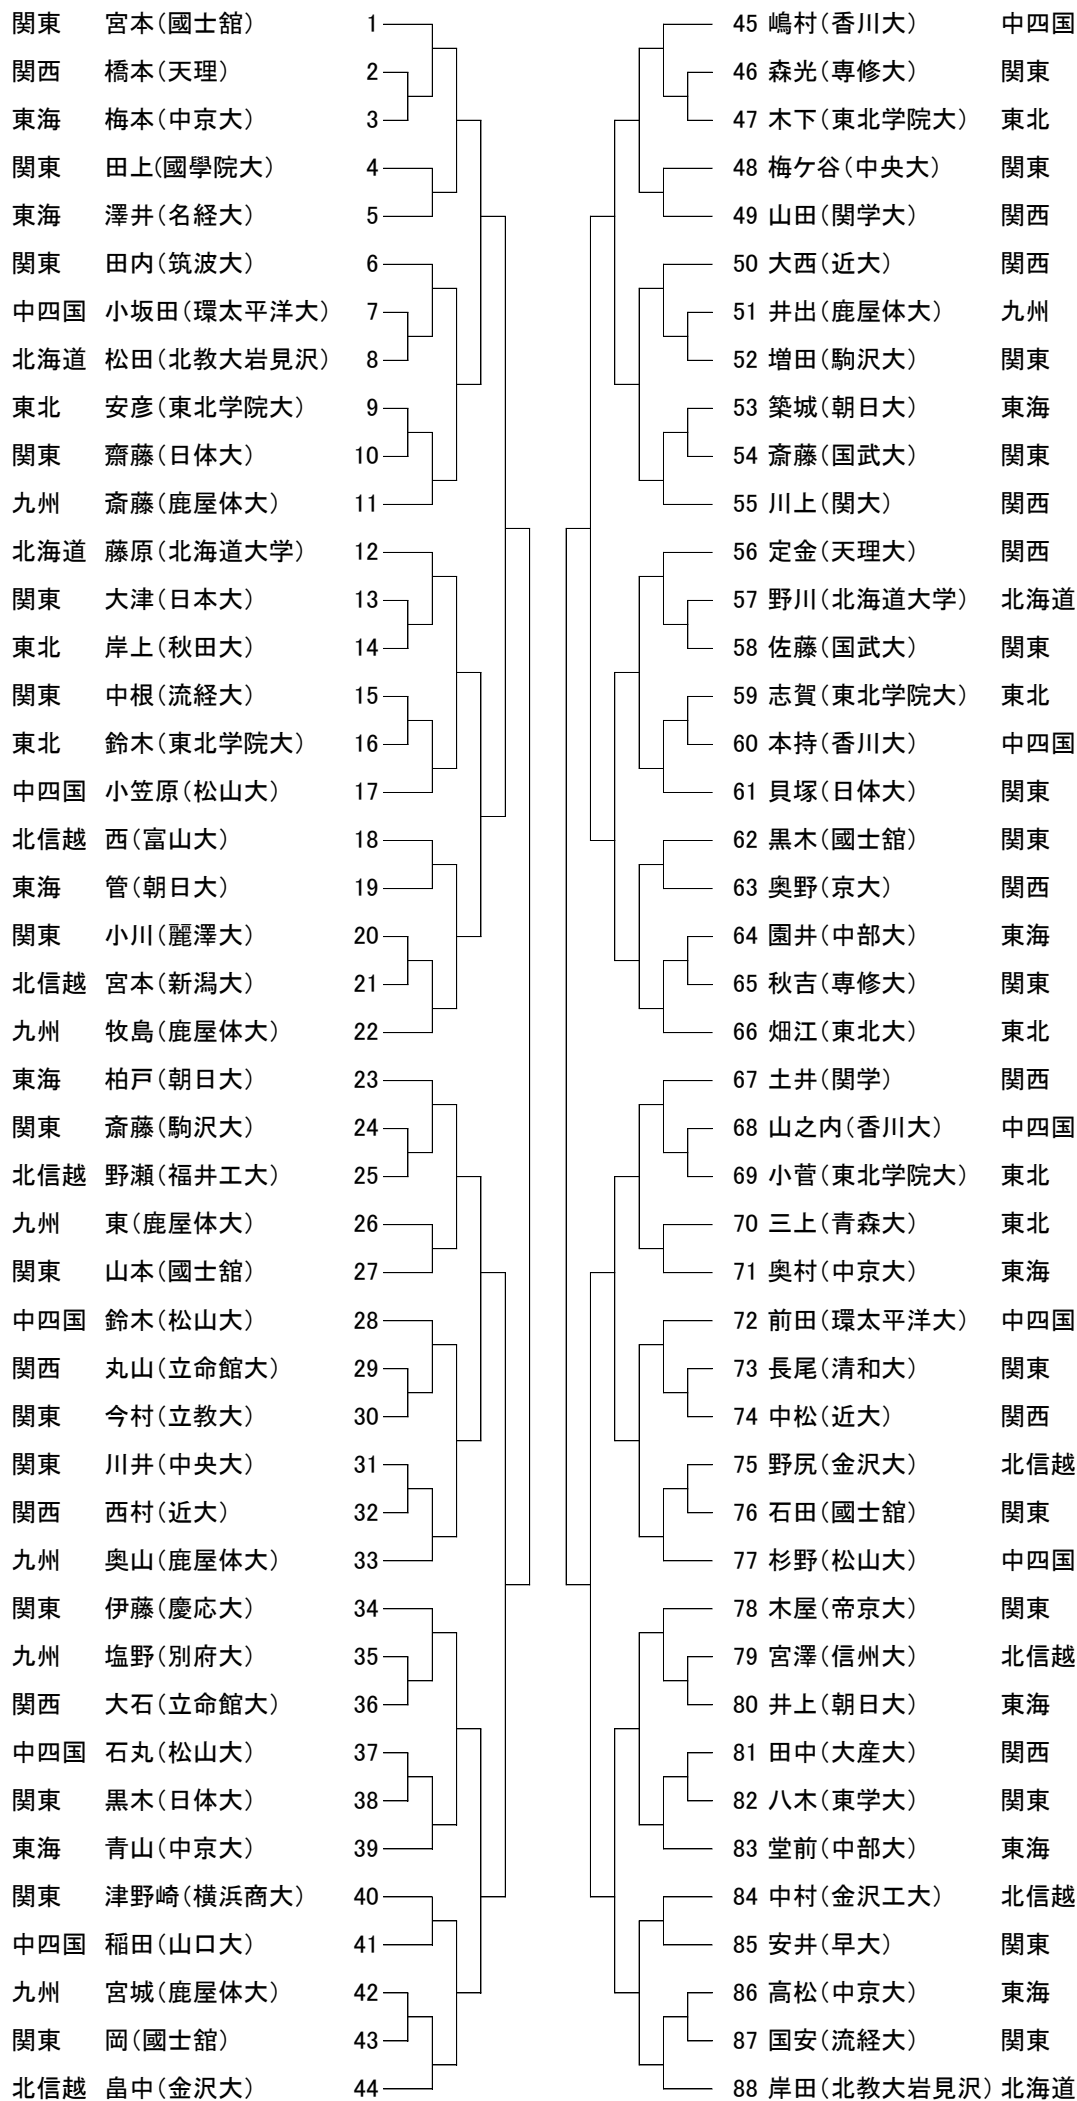 関東 宮本(國士舘) 1
関西 橋本(天理) 2
東海 梅本(中京大) 3
関東 田上(國學院大) 4
東海 澤井(名経大) 5
関東 田内(筑波大) 6
中四国 小坂田(環太平洋大) 7
北海道 松田(北教大岩見沢) 8
東北 安彦(東北学院大) 9
関東 齋藤(日体大) 10
九州 斎藤(鹿屋体大) 11
北海道 藤原(北海道大学) 12
関東 大津(日本大) 13
東北 岸上(秋田大) 14
関東 中根(流経大) 15
東北 鈴木(東北学院大) 16
中四国 小笠原(松山大) 17
北信越 西(富山大) 18
東海 管(朝日大) 19
関東 小川(麗澤大) 20
北信越 宮本(新潟大) 21
九州 牧島(鹿屋体大) 22
東海 柏戸(朝日大) 23
関東 斎藤(駒沢大) 24
北信越 野瀬(福井工大) 25
九州 東(鹿屋体大) 26
関東 山本(國士舘) 27
中四国 鈴木(松山大) 28
関西 丸山(立命館大) 29
関東 今村(立教大) 30
関東 川井(中央大) 31
関西 西村(近大) 32
九州 奥山(鹿屋体大) 33
関東 伊藤(慶応大) 34
九州 塩野(別府大) 35
関西 大石(立命館大) 36
中四国 石丸(松山大) 37
関東 黒木(日体大) 38
東海 青山(中京大) 39
関東 津野崎(横浜商大) 40
中四国 稲田(山口大) 41
九州 宮城(鹿屋体大) 42
関東 岡(國士舘) 43
北信越 畠中(金沢大) 44
45 嶋村(香川大) 中四国
46 森光(専修大) 関東
47 木下(東北学院大) 東北
48 梅ケ谷(中央大) 関東
49 山田(関学大) 関西
50 大西(近大) 関西
51 井出(鹿屋体大) 九州
52 増田(駒沢大) 関東
53 築城(朝日大) 東海
54 斎藤(国武大) 関東
55 川上(関大) 関西
56 定金(天理大) 関西
57 野川(北海道大学) 北海道
58 佐藤(国武大) 関東
59 志賀(東北学院大) 東北
60 本持(香川大) 中四国
61 貝塚(日体大) 関東
62 黒木(國士舘) 関東
63 奥野(京大) 関西
64 園井(中部大) 東海
65 秋吉(専修大) 関東
66 畑江(東北大) 東北
67 土井(関学) 関西
68 山之内(香川大) 中四国
69 小菅(東北学院大) 東北
70 三上(青森大) 東北
71 奥村(中京大) 東海
72 前田(環太平洋大) 中四国
73 長尾(清和大) 関東
74 中松(近大) 関西
75 野尻(金沢大) 北信越
76 石田(國士舘) 関東
77 杉野(松山大) 中四国
78 木屋(帝京大) 関東
79 宮澤(信州大) 北信越
80 井上(朝日大) 東海
81 田中(大産大) 関西
82 八木(東学大) 関東
83 堂前(中部大) 東海
84 中村(金沢工大) 北信越
85 安井(早大) 関東
86 高松(中京大) 東海
87 国安(流経大) 関東
88 岸田(北教大岩見沢) 北海道